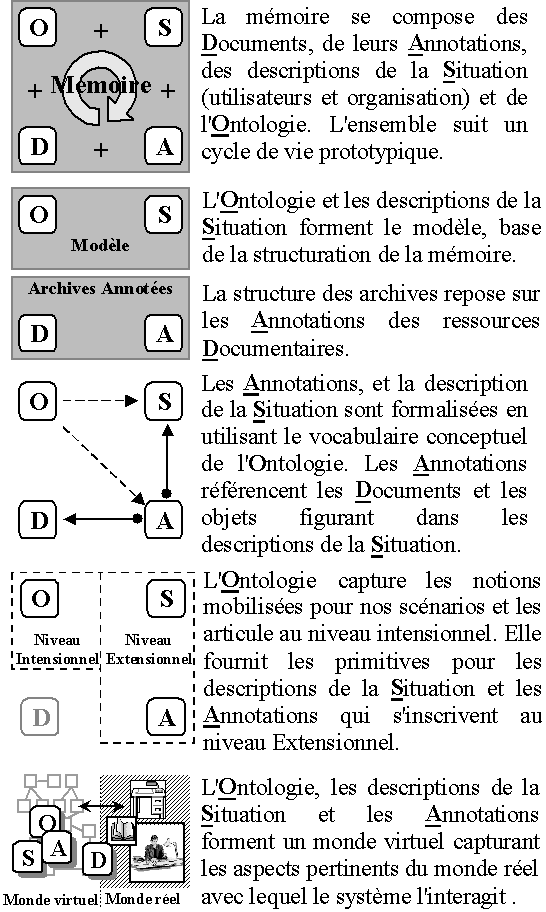 O + S
+ Mémoire +
D + A
La mémoire se compose des
Documents, de leurs Annotations,
des descriptions de la Situation
(utilisateurs et organisation) et de
l'Ontologie. L'ensemble suit un
cycle de vie prototypique.
O S
Modèle
L'Ontologie et les descriptions de la
Situation forment le modèle, base
de la structuration de la mémoire.
Archives Annotées
D A
La structure des archives repose sur
les Annotations des ressources
Documentaires.
O S
D A
Les Annotations, et la description
de la Situation sont formalisées en
utilisant le vocabulaire conceptuel
de l'Ontologie. Les Annotations
référencent les Documents et les
objets figurant dans les
descriptions de la Situation.
O S
Niveau
Intensionnel
Niveau
Extensionnel
D A
L'Ontologie capture les notions
mobilisées pour nos scénarios et les
articule au niveau intensionnel. Elle
fournit les primitives pour les
descriptions de la Situation et les
Annotations qui s'inscrivent au
niveau Extensionnel.
O
S A D
Monde virtuel
Monde réel
L'Ontologie, les descriptions de la
Situation et les Annotations
forment un monde virtuel capturant
les aspects pertinents du monde réel
avec lequel le système l'interagit .